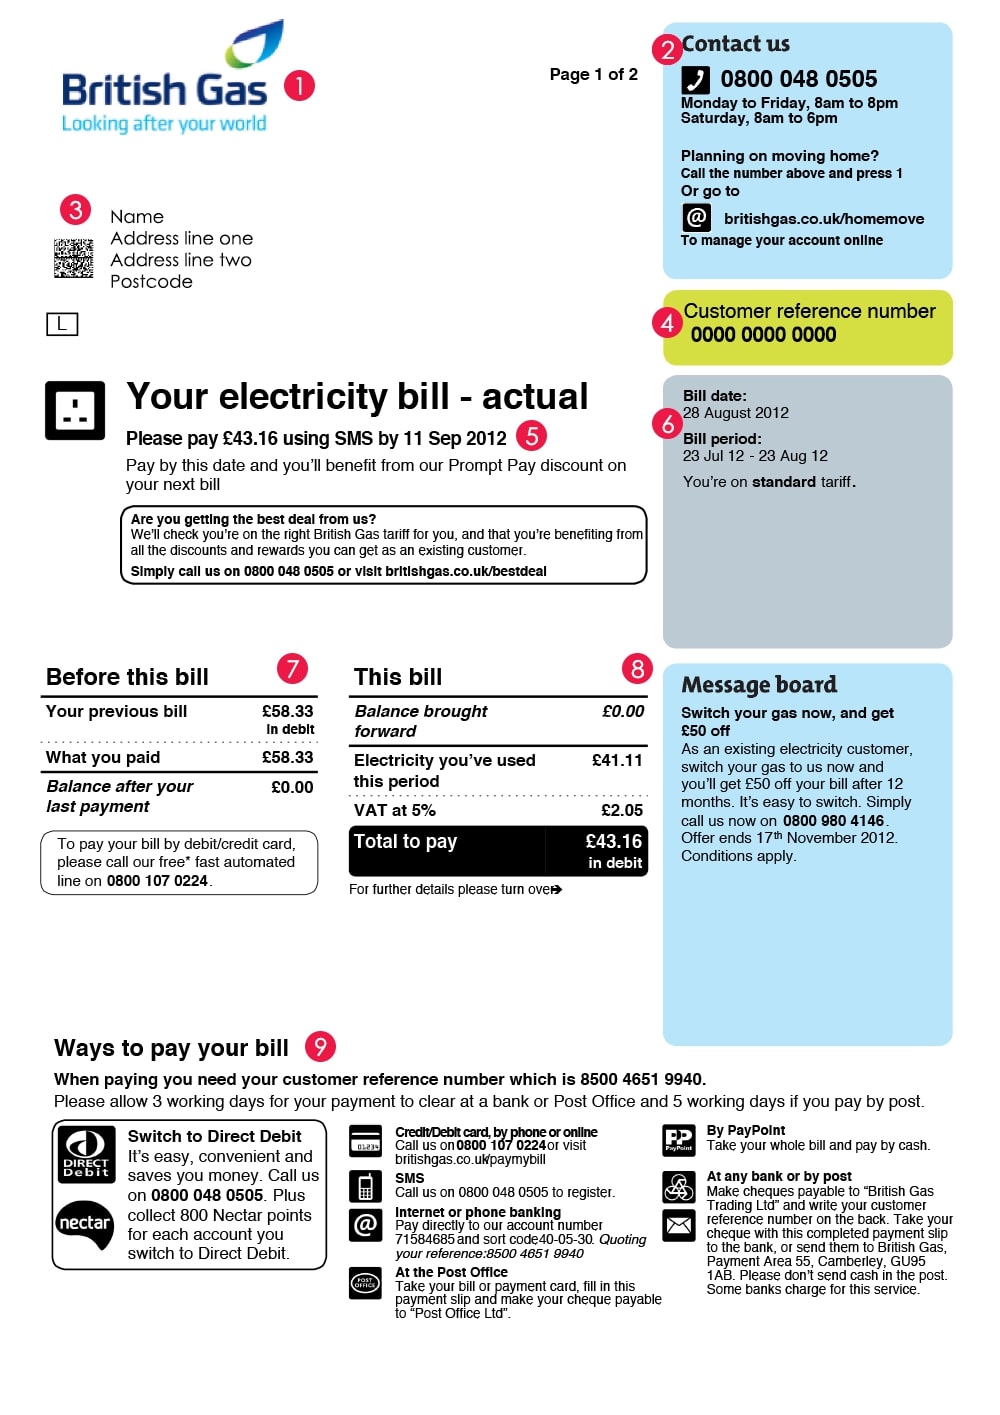 British Gas
Looking after your world
1
Page 1 of 2
2
Contact us
0800 048 0505
Monday to Friday, 8am to 8pm
Saturday, 8am to 6pm
Planning on moving home?
Call the number above and press 1
Or go to
@ britishgas.co.uk/homemove
To manage your account online
3
Name
Address line one
Address line two
Postcode
L
4
Customer reference number
0000 0000 0000
Your electricity bill - actual
Please pay £43.16 using SMS by 11 Sep 2012
5
Pay by this date and you’ll benefit from our Prompt Pay discount on
your next bill
Are you getting the best deal from us?
We’ll check you’re on the right British Gas tariff for you, and that you’re benefiting from
all the discounts and rewards you can get as an existing customer.
Simply call us on 0800 048 0505 or visit britishgas.co.uk/bestdeal
6
Bill date:
28 August 2012
Bill period:
23 Jul 12 - 23 Aug 12
You’re on standard tariff.
Before this bill
7
Your previous bill £58.33
in debit
What you paid £58.33
Balance after your £0.00
last payment
To pay your bill by debit/credit card,
please call our free* fast automated
line on 0800 107 0224.
This bill
8
Balance brought £0.00
forward
Electricity you’ve used £41.11
this period
VAT at 5% £2.05
Total to pay £43.16
in debit
For further details please turn over
Message board
Switch your gas now, and get
£50 off
As an existing electricity customer,
switch your gas to us now and
you’ll get £50 off your bill after 12
months. It’s easy to switch. Simply
call us now on 0800 980 4146.
Offer ends 17th November 2012.
Conditions apply.
Ways to pay your bill
9
When paying you need your customer reference number which is 8500 4651 9940.
Please allow 3 working days for your payment to clear at a bank or Post Office and 5 working days if you pay by post.
DIRECT
Debit
nectar
Switch to Direct Debit
It’s easy, convenient and
saves you money. Call us
on 0800 048 0505. Plus
collect 800 Nectar points
for each account you
switch to Direct Debit.
01234
Credit/Debit card, by phone or online
Call us on 0800 107 0224 or visit
britishgas.co.uk/paymybill
SMS
Call us on 0800 048 0505 to register.
@
Internet or phone banking
Pay directly to our account number
71584685 and sort code 40-05-30. Quoting
your reference:8500 4651 9940
POST
OFFICE
At the Post Office
Take your bill or payment card, fill in this
payment slip and make your cheque payable
to “Post Office Ltd”.
PayPoint
By PayPoint
Take your whole bill and pay by cash.
At any bank or by post
Make cheques payable to “British Gas
Trading Ltd” and write your customer
reference number on the back. Take your
cheque with this completed payment slip
to the bank, or send them to British Gas,
Payment Area 55, Camberley, GU95
1AB. Please don’t send cash in the post.
Some banks charge for this service.